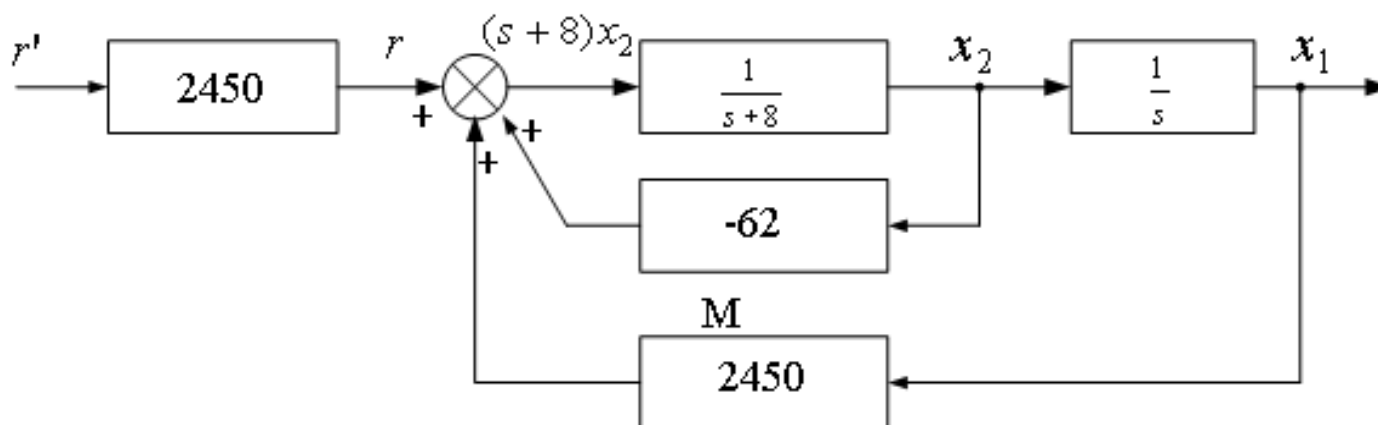 r' 2450 r (s + 8)x₂ 1/(s+8) x₂ 1/s x₁
+ + +
-62
M
2450